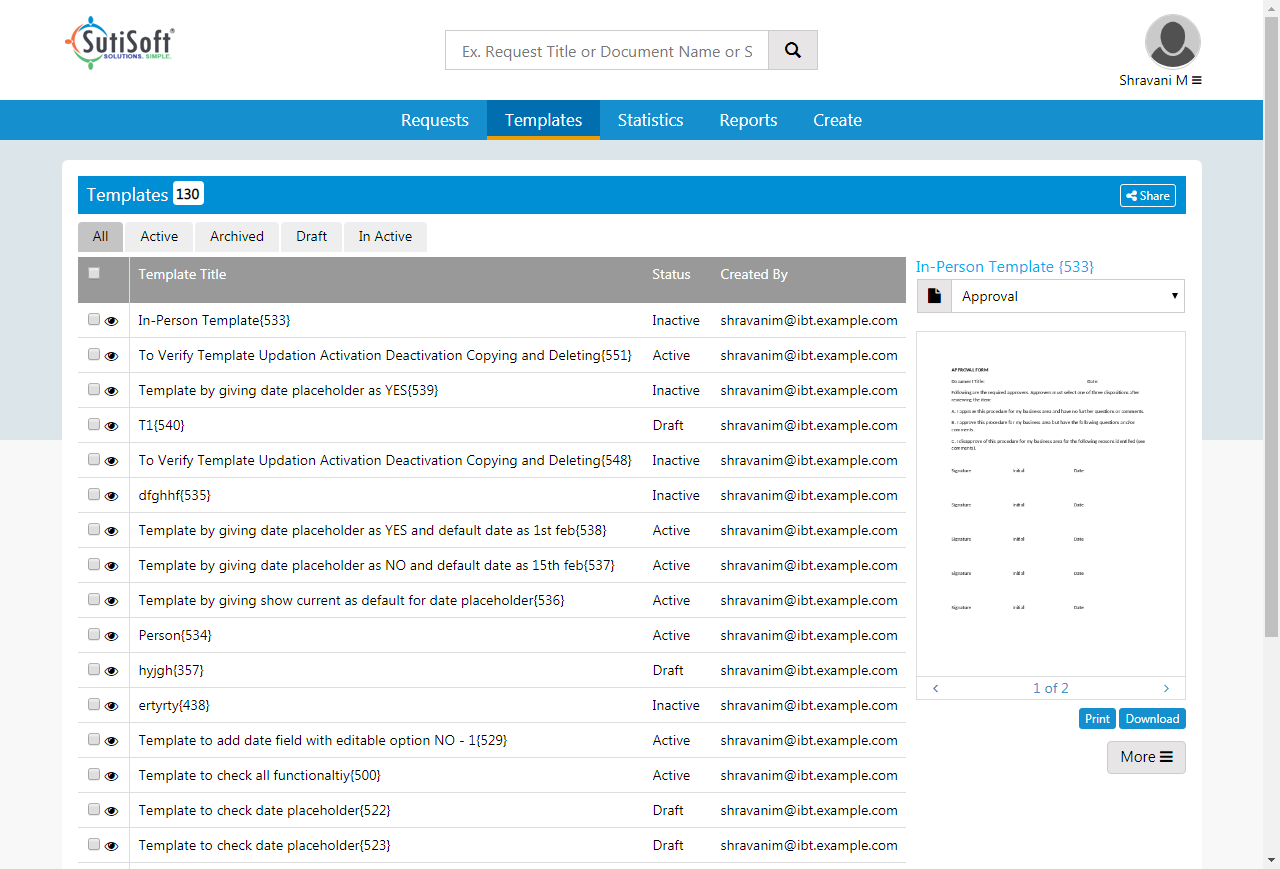 SutiSoft®
SOLUTIONS. SIMPLE.
Ex. Request Title or Document Name or S
Shravani M
Requests Templates Statistics Reports Create
Templates 130
Share
All Active Archived Draft In Active
Template Title Status Created By
In-Person Template{533} Inactive shravanim@ibt.example.com
To Verify Template Updation Activation Deactivation Copying and Deleting{551} Active shravanim@ibt.example.com
Template by giving date placeholder as YES{539} Inactive shravanim@ibt.example.com
T1{540} Draft shravanim@ibt.example.com
To Verify Template Updation Activation Deactivation Copying and Deleting{548} Inactive shravanim@ibt.example.com
dfghhf{535} Inactive shravanim@ibt.example.com
Template by giving date placeholder as YES and default date as 1st feb{538} Active shravanim@ibt.example.com
Template by giving date placeholder as NO and default date as 15th feb{537} Active shravanim@ibt.example.com
Template by giving show current as default for date placeholder{536} Active shravanim@ibt.example.com
Person{534} Active shravanim@ibt.example.com
hyjgh{357} Draft shravanim@ibt.example.com
ertyrty{438} Inactive shravanim@ibt.example.com
Template to add date field with editable option NO - 1{529} Active shravanim@ibt.example.com
Template to check all functionaltiy{500} Active shravanim@ibt.example.com
Template to check date placeholder{522} Draft shravanim@ibt.example.com
Template to check date placeholder{523} Draft shravanim@ibt.example.com
In-Person Template {533}
Approval
APPROVAL FORM
Document Title: Date:
Following are the required approvers. Approvers must select one of three dispositions after
reviewing the item:
A. I approve this procedure for my business area and have no further questions or comments.
B. I approve this procedure for my business area but have the following questions and/or
comments.
C. I disapprove of this procedure for my business area for the following reasons identified (see
comments).
Signature Initial Date
Signature Initial Date
Signature Initial Date
Signature Initial Date
Signature Initial Date
1 of 2
Print Download
More